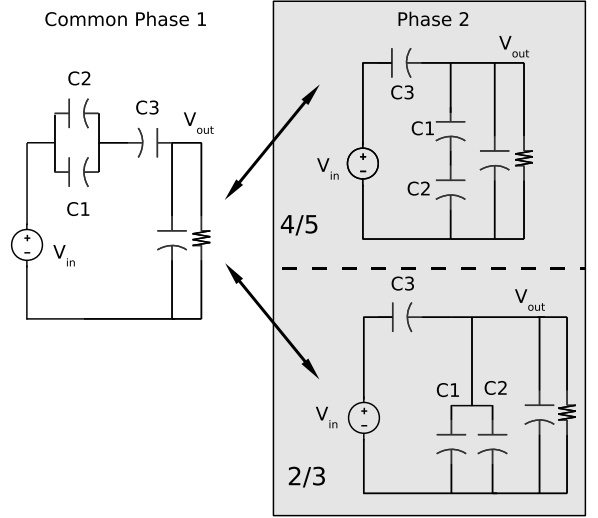 Common Phase 1
C2
C3
V out
C1
+
−
V in
Phase 2
V out
C3
C1
V in
+
−
C2
4/5
C3
V out
C1 C2
V in
+
−
2/3